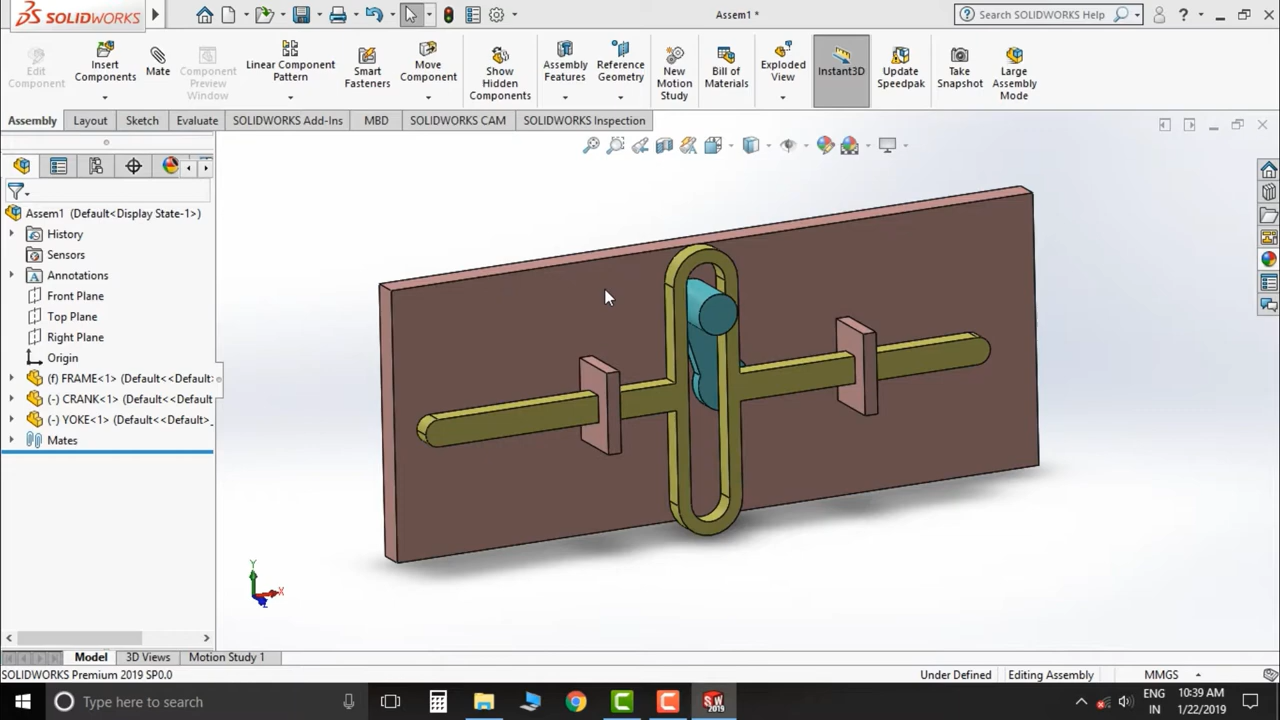 SOLIDWORKS
Assem1 *
Search SOLIDWORKS Help
?
Edit
Component
Insert
Components
Mate
Component
Preview
Window
Linear Component
Pattern
Smart
Fasteners
Move
Component
Show
Hidden
Components
Assembly
Features
Reference
Geometry
New
Motion
Study
Bill of
Materials
Exploded
View
Instant3D
Update
Speedpak
Take
Snapshot
Large
Assembly
Mode
Assembly Layout Sketch Evaluate SOLIDWORKS Add-Ins MBD SOLIDWORKS CAM SOLIDWORKS Inspection
Assem1 (Default<Display State-1>)
History
Sensors
Annotations
Front Plane
Top Plane
Right Plane
Origin
(f) FRAME<1> (Default<<Default
(-) CRANK<1> (Default<<Default
(-) YOKE<1> (Default<<Default>_
Mates
Y
X
Z
Model 3D Views Motion Study 1
SOLIDWORKS Premium 2019 SP0.0
Under Defined Editing Assembly MMGS
Type here to search
SW
2019
ENG
IN
10:39 AM
1/22/2019